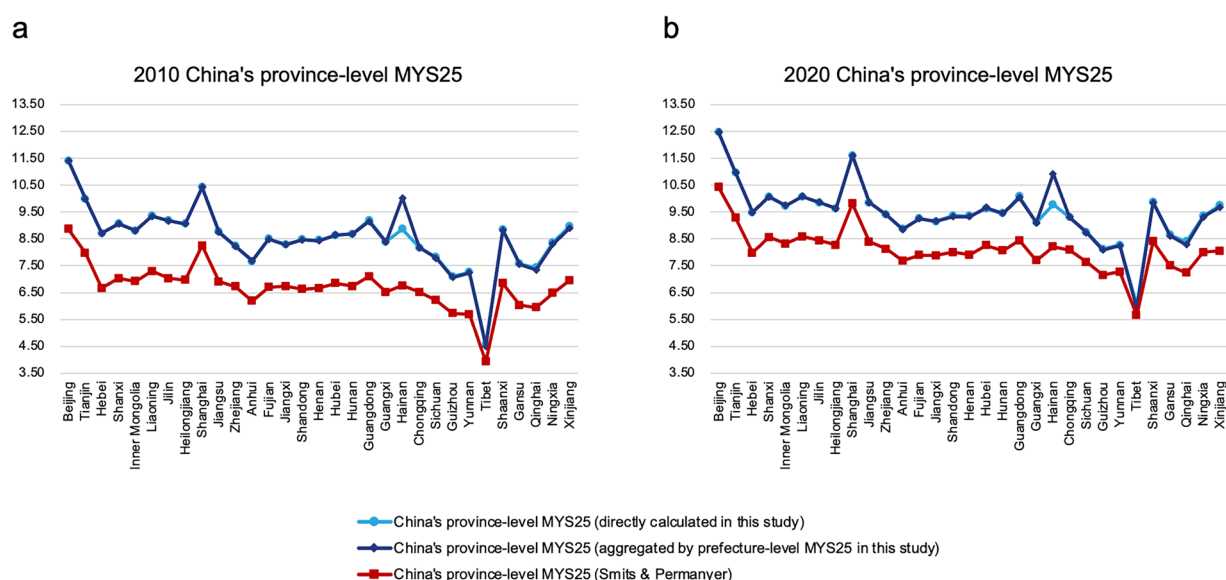 a
2010 China's province-level MYS25
13.50
12.50
11.50
10.50
9.50
8.50
7.50
6.50
5.50
4.50
3.50
Beijing
Tianjin
Hebei
Shanxi
Inner Mongolia
Liaoning
Jilin
Heilongjiang
Shanghai
Jiangsu
Zhejiang
Anhui
Fujian
Jiangxi
Shandong
Henan
Hubei
Hunan
Guangdong
Guangxi
Hainan
Chongqing
Sichuan
Guizhou
Yunnan
Tibet
Shaanxi
Gansu
Qinghai
Ningxia
Xinjiang
b
2020 China's province-level MYS25
13.50
12.50
11.50
10.50
9.50
8.50
7.50
6.50
5.50
4.50
3.50
Beijing
Tianjin
Hebei
Shanxi
Inner Mongolia
Liaoning
Jilin
Heilongjiang
Shanghai
Jiangsu
Zhejiang
Anhui
Fujian
Jiangxi
Shandong
Henan
Hubei
Hunan
Guangdong
Guangxi
Hainan
Chongqing
Sichuan
Guizhou
Yunnan
Tibet
Shaanxi
Gansu
Qinghai
Ningxia
Xinjiang
China's province-level MYS25 (directly calculated in this study)
China's province-level MYS25 (aggregated by prefecture-level MYS25 in this study)
China's province-level MYS25 (Smits & Permanyer)